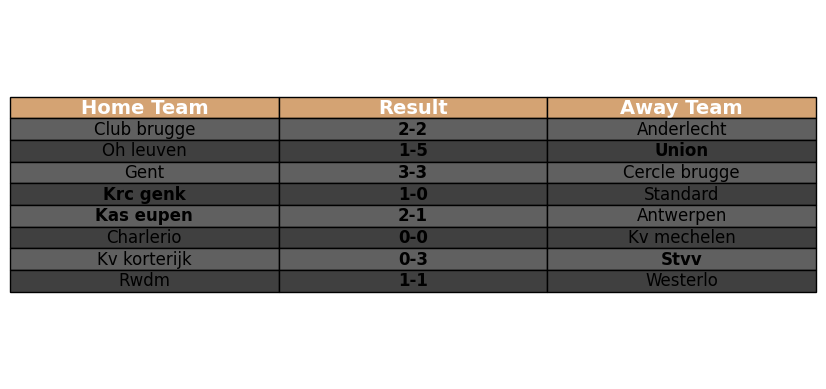 Home Team Result Away Team
Club brugge 2-2 Anderlecht
Oh leuven 1-5 Union
Gent 3-3 Cercle brugge
Krc genk 1-0 Standard
Kas eupen 2-1 Antwerpen
Charlerio 0-0 Kv mechelen
Kv korterijk 0-3 Stvv
Rwdm 1-1 Westerlo